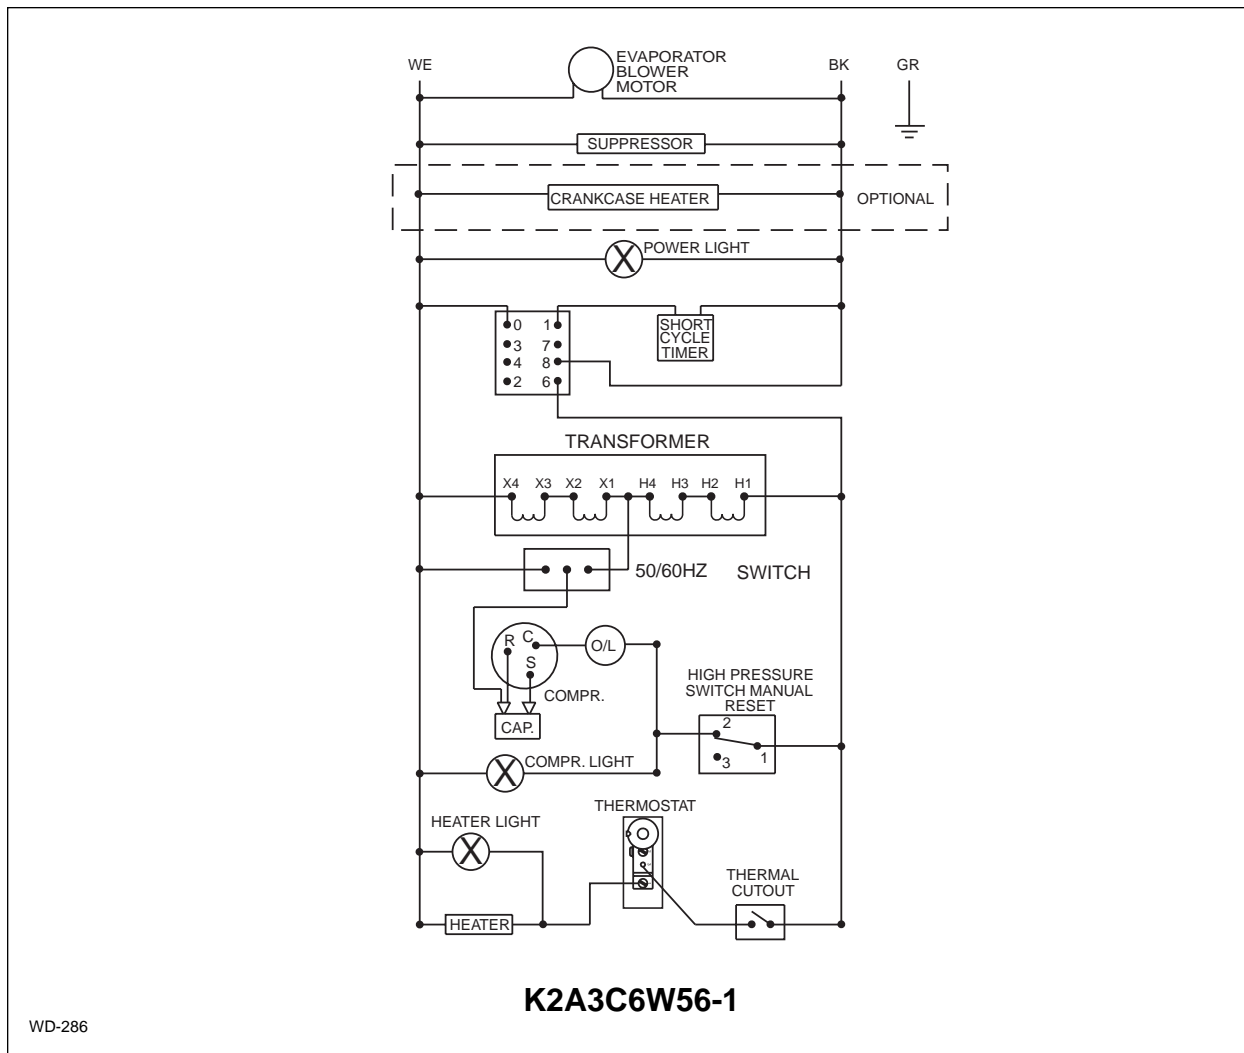 WE
EVAPORATOR
BLOWER
MOTOR
BK
GR
SUPPRESSOR
CRANKCASE HEATER
OPTIONAL
POWER LIGHT
0 1
3 7
4 8
2 6
SHORT
CYCLE
TIMER
TRANSFORMER
X4 X3 X2 X1 H4 H3 H2 H1
50/60HZ SWITCH
R C
S
O/L
COMPR.
CAP.
HIGH PRESSURE
SWITCH MANUAL
RESET
2
1
3
COMPR. LIGHT
THERMOSTAT
HEATER LIGHT
THERMAL
CUTOUT
HEATER
K2A3C6W56-1
WD-286